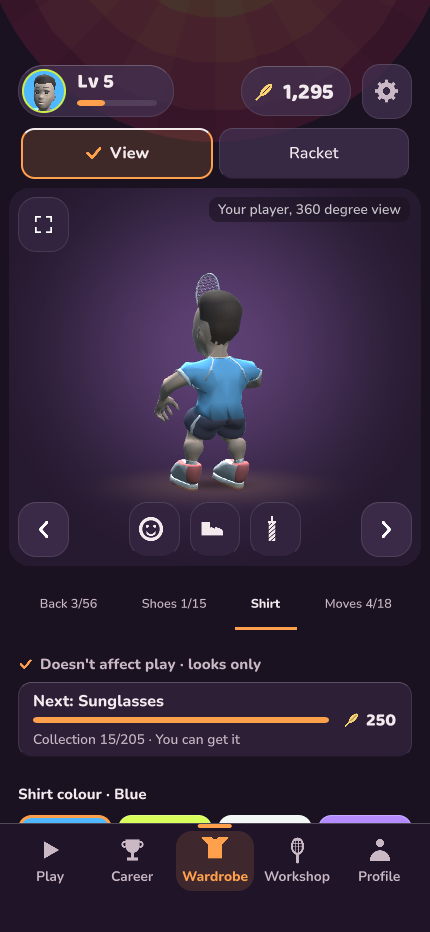 Lv 5
1,295
View
Racket
Your player, 360 degree view
Back 3/56
Shoes 1/15
Shirt
Moves 4/18
Doesn't affect play · looks only
Next: Sunglasses
250
Collection 15/205 · You can get it
Shirt colour · Blue
Play
Career
Wardrobe
Workshop
Profile